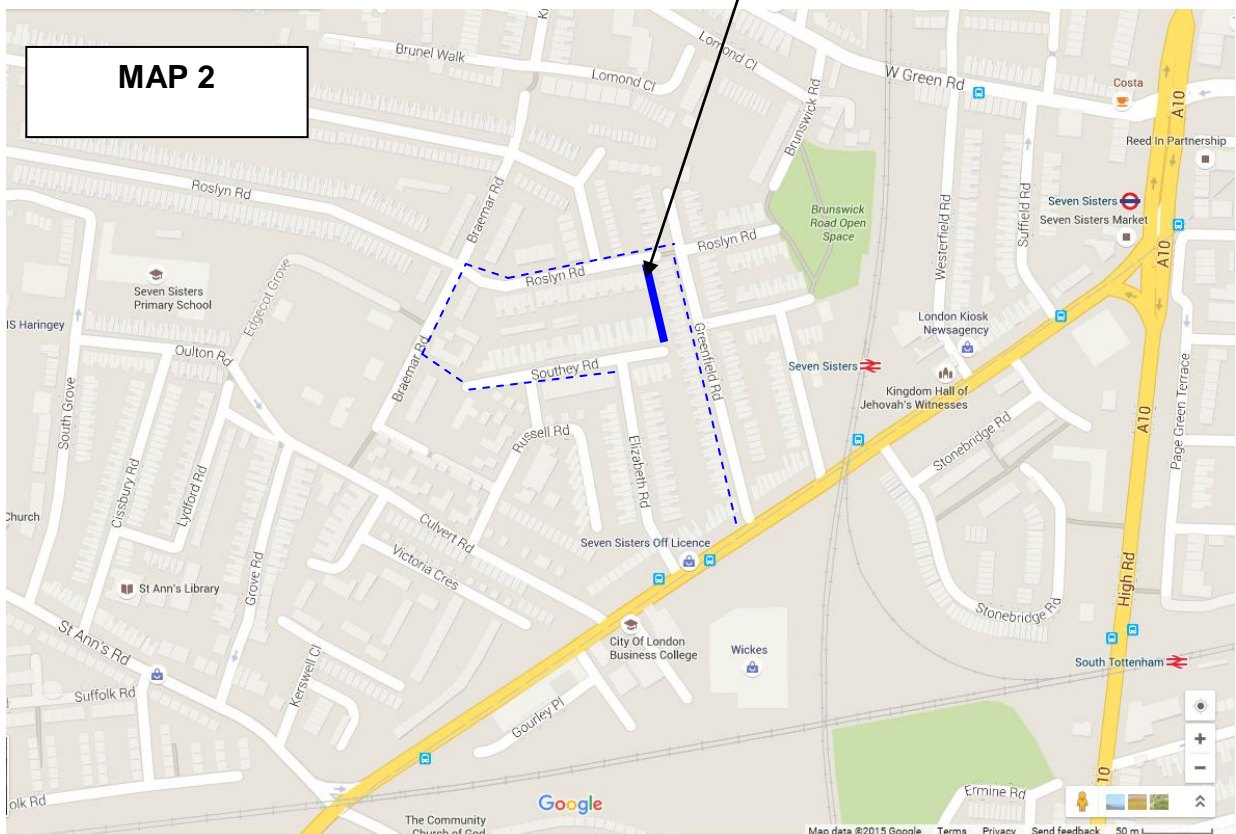 MAP 2
Brunel Walk
Lomond Cl
Lomond Cl
W Green Rd
Costa
A10
A10
Reed In Partnership
Brunswick Rd
Roslyn Rd
Braemar Rd
Seven Sisters
Seven Sisters Market
Westerfield Rd
Suffield Rd
Brunswick
Road Open
Space
Roslyn Rd
Roslyn Rd
A10
Seven Sisters
Primary School
Edgecot Grove
IS Haringey
Oulton Rd
Braemar Rd
Southey Rd
Greenfield Rd
London Kiosk
Newsagency
Seven Sisters
Kingdom Hall of
Jehovah's Witnesses
South Grove
Cissbury Rd
Lydford Rd
Russell Rd
Elizabeth Rd
Stonebridge Rd
A10
Page Green Terrace
Church
Culvert Rd
Victoria Cres
Seven Sisters Off Licence
Grove Rd
St Ann's Library
High Rd
Stonebridge Rd
St Ann's Rd
City Of London
Business College
Wickes
South Tottenham
Suffolk Rd
Kerswell Cl
Gourley Pl
olk Rd
Google
Ermine Rd
10
The Community
Church of God
Map data ©2015 Google Terms Privacy Send feedback 50 m